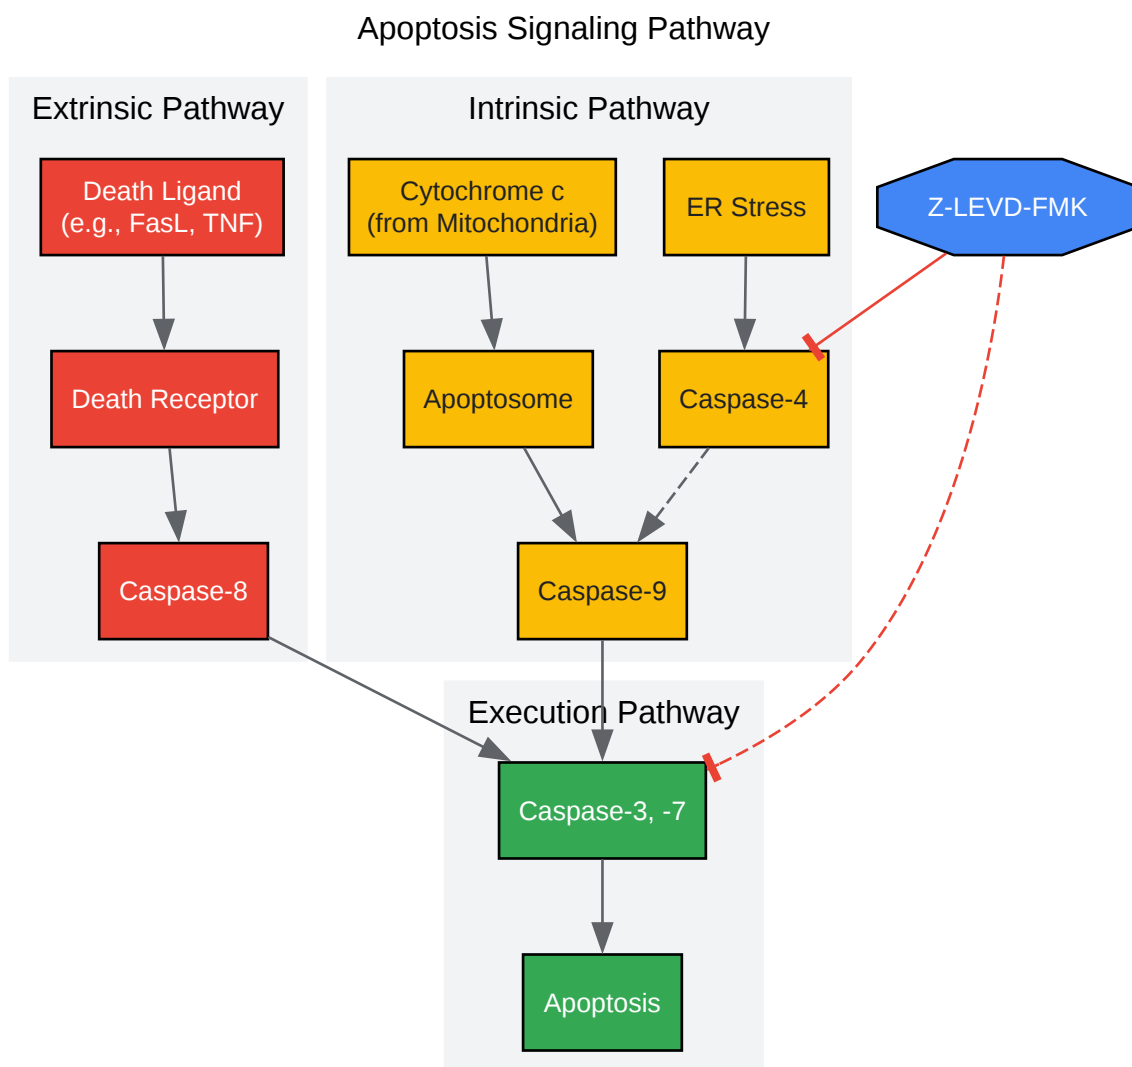 Apoptosis Signaling Pathway
Extrinsic Pathway
Death Ligand
(e.g., FasL, TNF)
Death Receptor
Caspase-8
Intrinsic Pathway
Cytochrome c
(from Mitochondria)
ER Stress
Apoptosome
Caspase-4
Caspase-9
Z-LEVD-FMK
Execution Pathway
Caspase-3, -7
Apoptosis